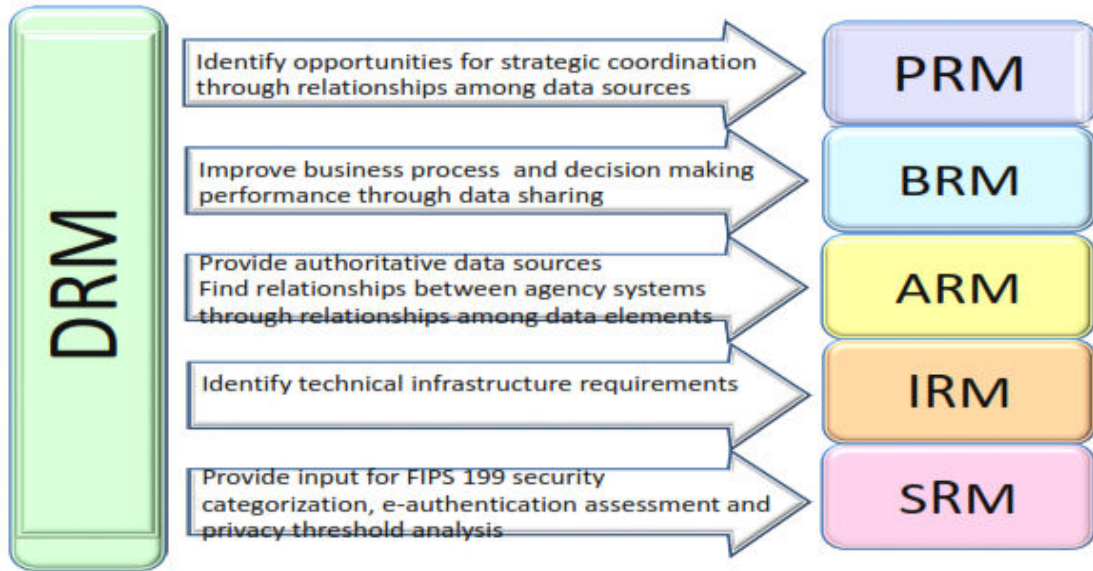 DRM
Identify opportunities for strategic coordination
through relationships among data sources
PRM
Improve business process and decision making
performance through data sharing
BRM
Provide authoritative data sources
Find relationships between agency systems
through relationships among data elements
ARM
Identify technical infrastructure requirements
IRM
Provide input for FIPS 199 security
categorization, e-authentication assessment and
privacy threshold analysis
SRM